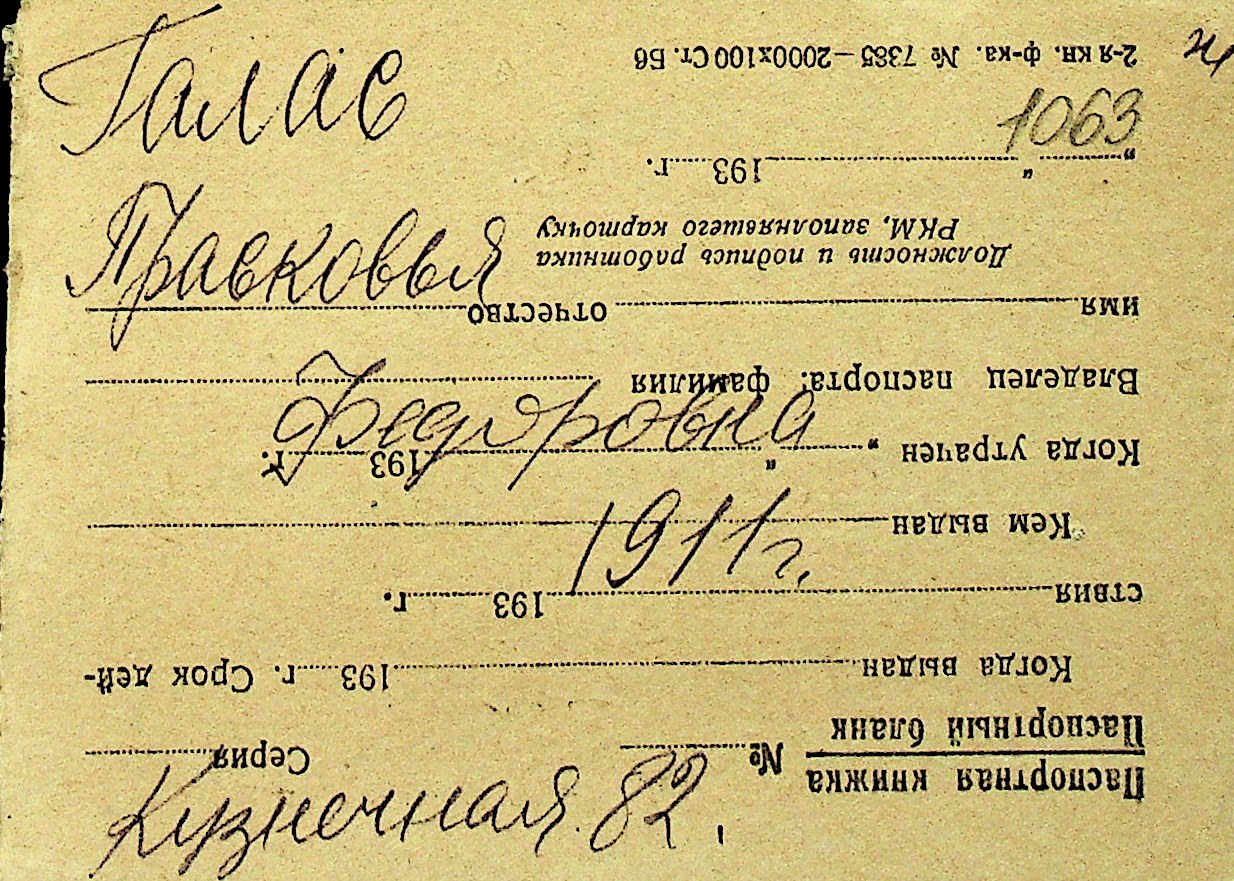 Галас
Прасковья
Федоровна
1911 г.
Кузнечная 82.
1063
Паспортная книжка
Паспортный бланк
№ Серия
Когда выдан 193 г. Срок дей-
ствия 193 г.
Кем выдан
Когда утрачен „ “ 193 г.
Владелец паспорта: фамилия
имя отчество
Должность и подпись работника
РКМ, заполнявшего карточку
„ “ 193 г.
2-я кн. ф-ка. № 7385—2000х100 Ст. Б6